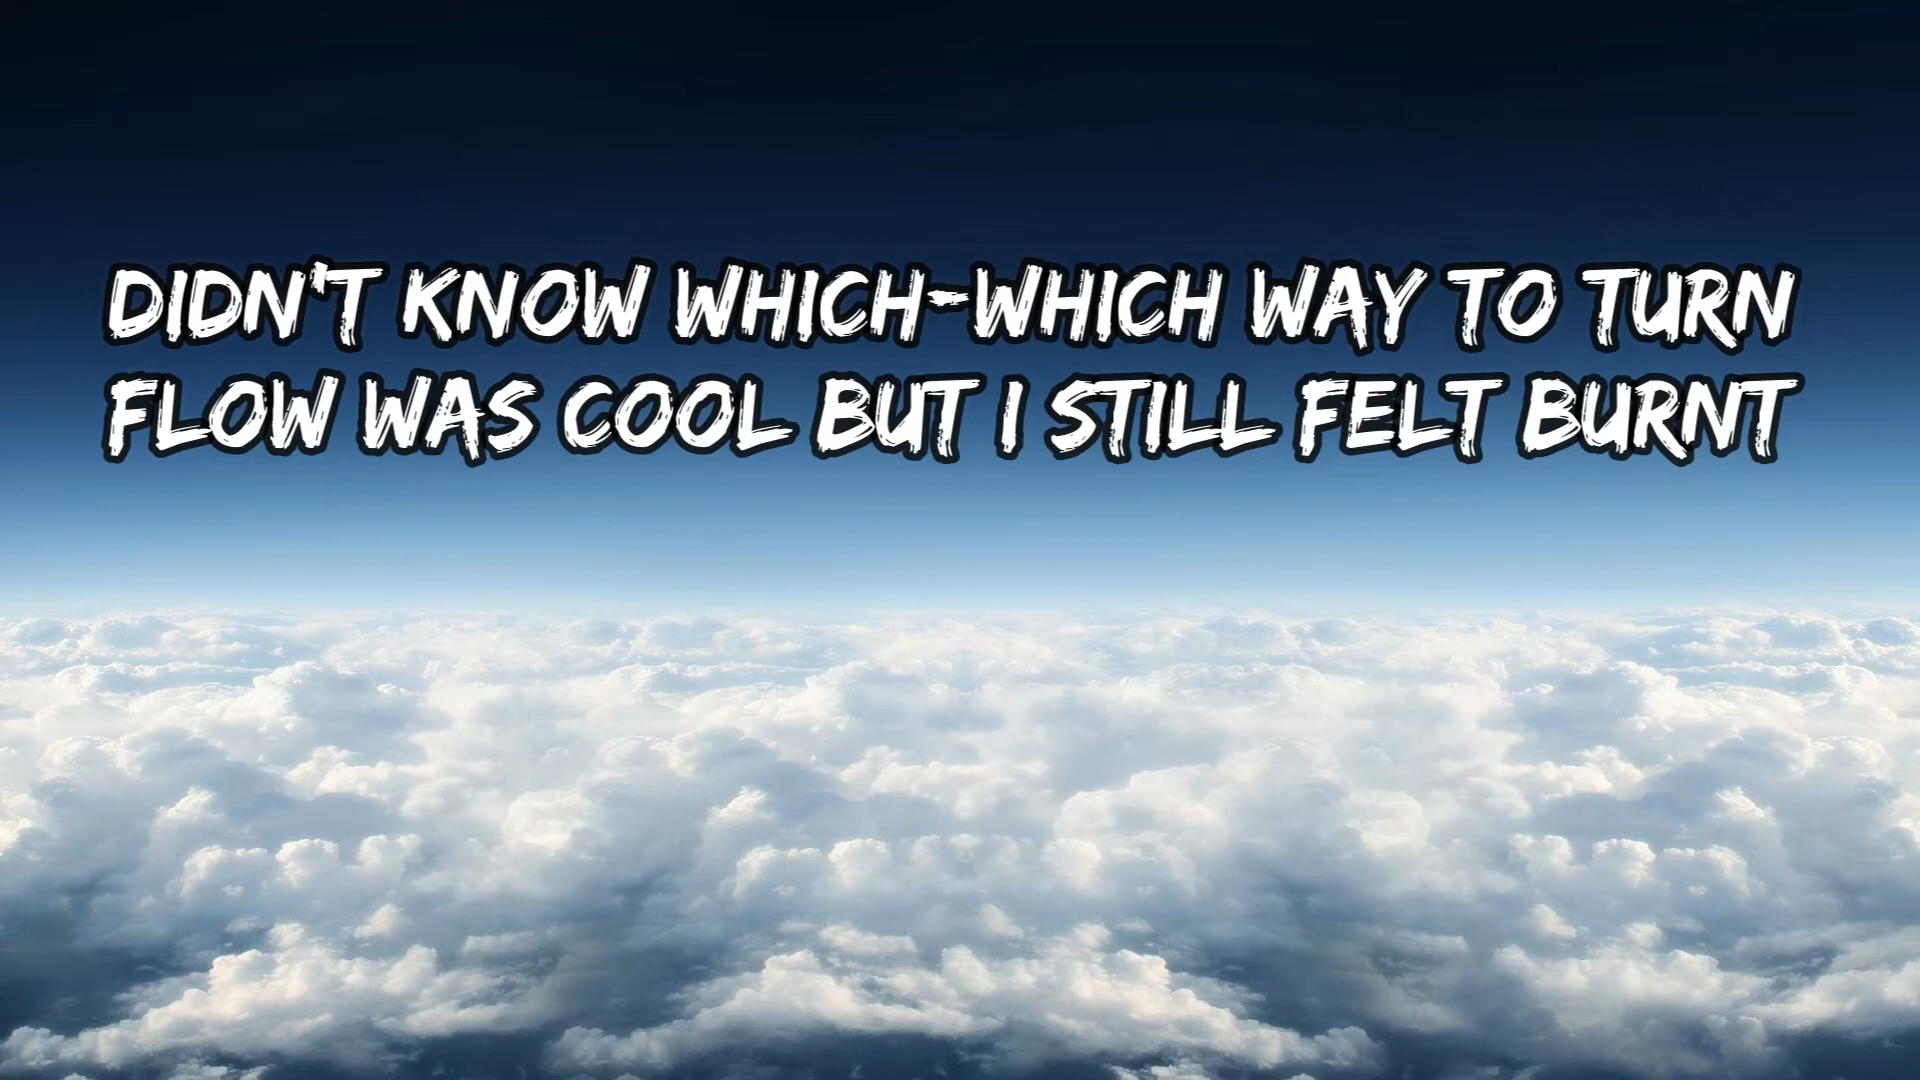 DIDN'T KNOW WHICH-WHICH WAY TO TURN
FLOW WAS COOL BUT I STILL FELT BURNT